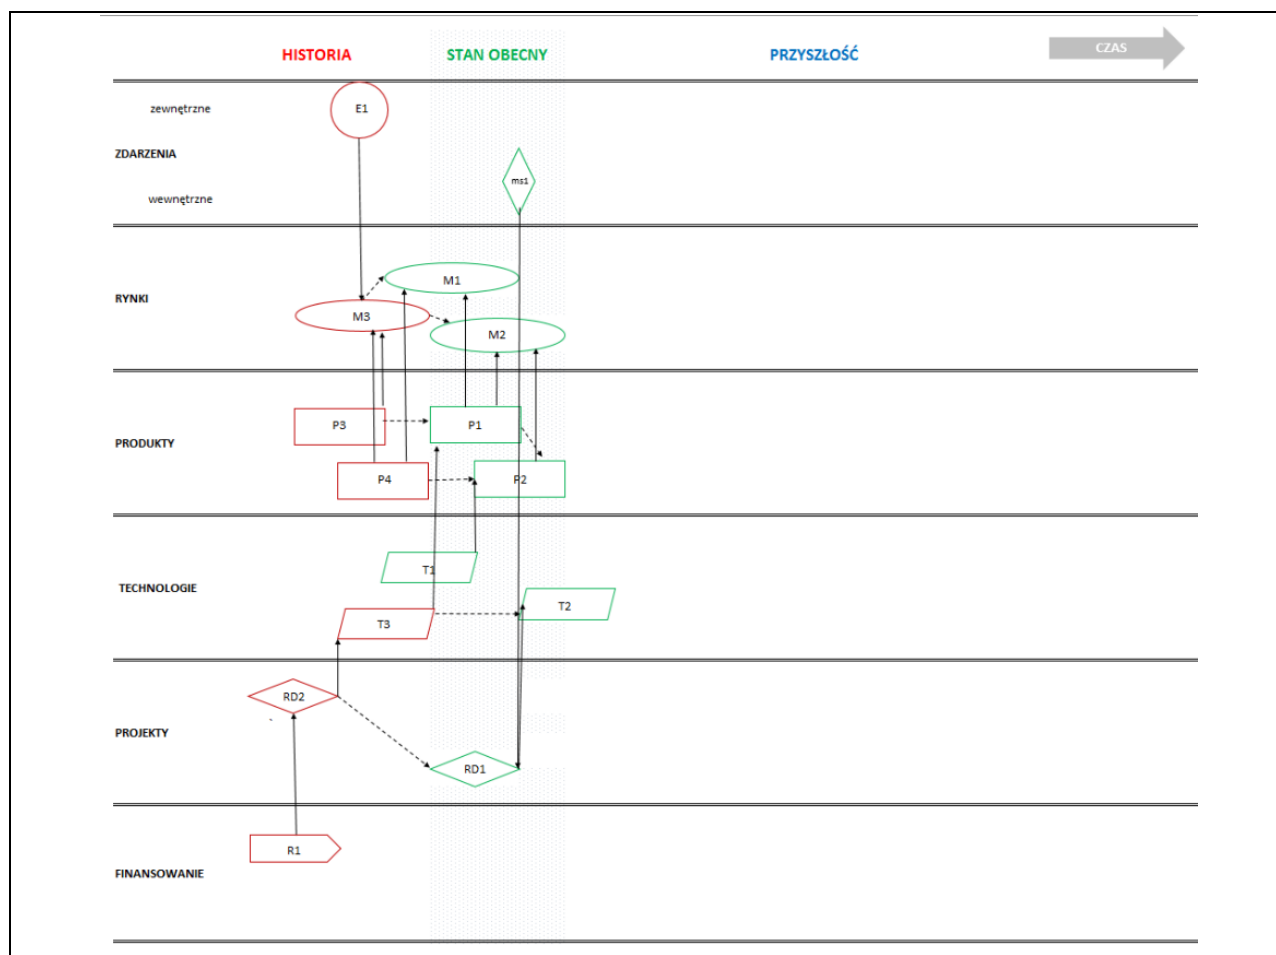 HISTORIA
STAN OBECNY
PRZYSZŁOŚĆ
CZAS
zewnętrzne
E1
ZDARZENIA
ms1
wewnętrzne
M1
RYNKI
M3
M2
P3
P1
PRODUKTY
P4
P2
T1
TECHNOLOGIE
T2
T3
RD2
PROJEKTY
RD1
R1
FINANSOWANIE